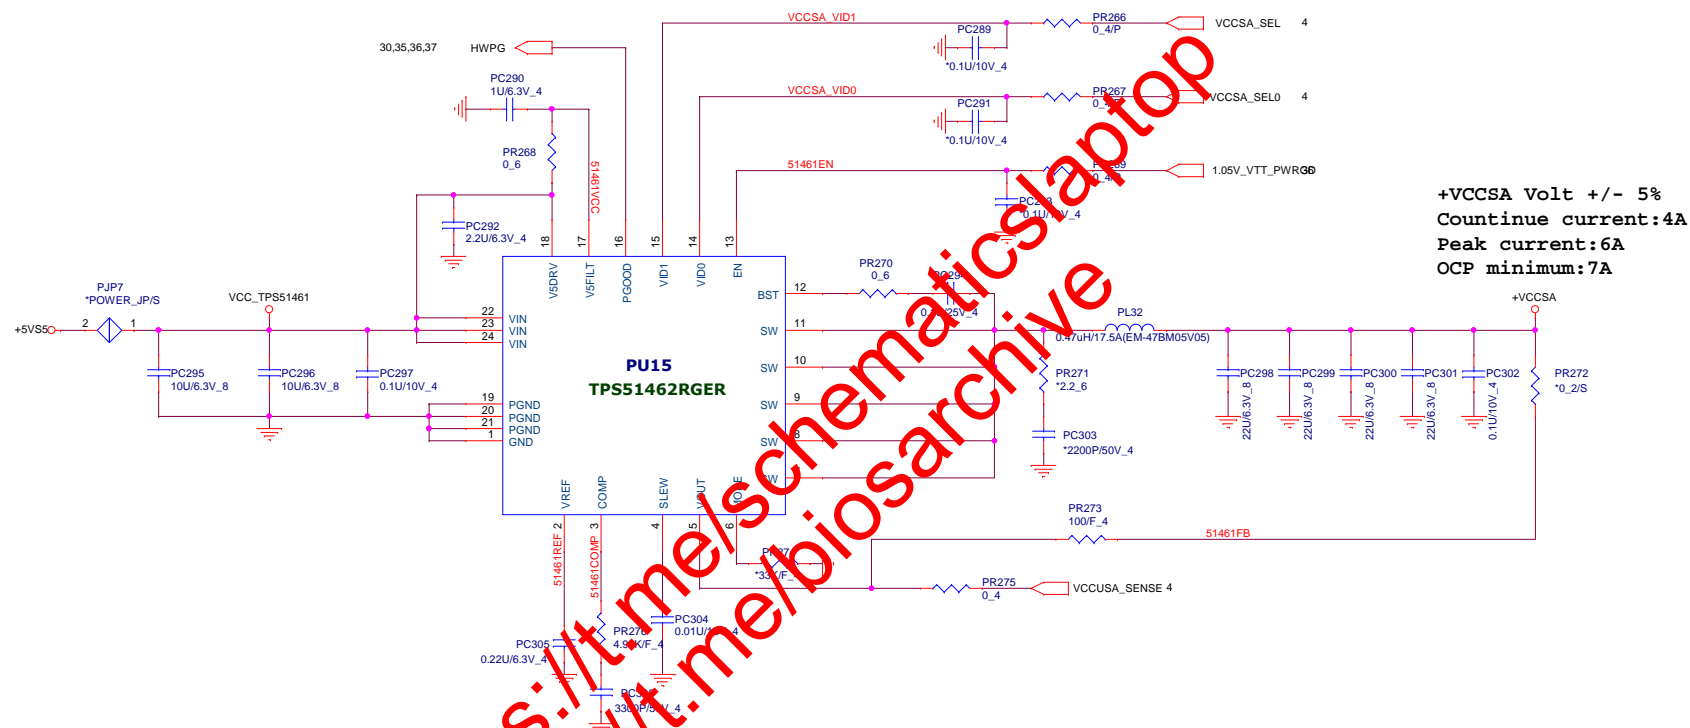 VCCSA_VID1
PR266
0_4/P
VCCSA_SEL
4
PC289
*0.1U/10V_4
30,35,36,37
HWPG
PC290
1U/6.3V_4
VCCSA_VID0
PR267
VCCSA_SEL0
4
PC291
*0.1U/10V_4
PR268
0_6
51461VCC
51461EN
1.05V_VTT_PWRGD
36
+VCCSA Volt +/- 5%
Countinue current:4A
Peak current:6A
OCP minimum:7A
PC292
2.2U/6.3V_4
18
17
16
15
14
13
V5DRV
V5FILT
PGOOD
VID1
VID0
EN
PR270
0_6
PJP7
*POWER_JP/S
VCC_TPS51461
+5VS5
2
1
22
23
24
VIN
VIN
VIN
BST
12
SW
11
SW
10
SW
9
SW
PL32
0.47uH/17.5A(EM-47BM05V05)
+VCCSA
PU15
TPS51462RGER
PC295
10U/6.3V_8
PC296
10U/6.3V_8
PC297
0.1U/10V_4
PR271
*2.2_6
PC298
22U/6.3V_8
PC299
22U/6.3V_8
PC300
22U/6.3V_8
PC301
22U/6.3V_8
PC302
0.1U/10V_4
PR272
*0_2/S
19
20
21
1
PGND
PGND
PGND
GND
PC303
*2200P/50V_4
VREF
COMP
SLEW
2
3
4
5
6
51461REF
51461COMP
PR273
100/F_4
51461FB
PR275
0_4
VCCUSA_SENSE
4
PC304
PC305
0.22U/6.3V_4
s://t.me/schematicslaptop
//t.me/biosarchive